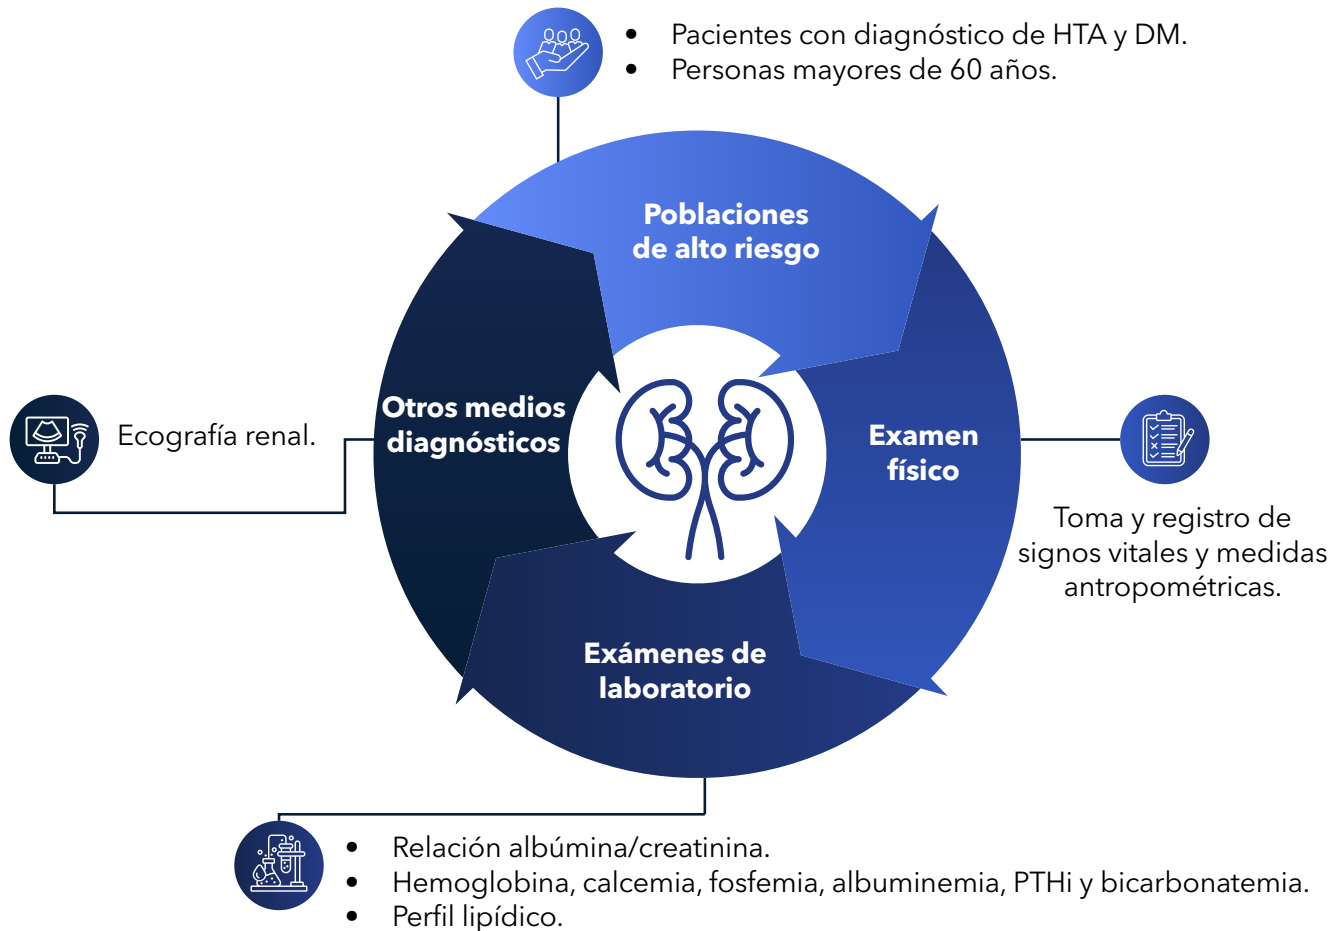 • Pacientes con diagnóstico de HTA y DM.
• Personas mayores de 60 años.
Poblaciones
de alto riesgo
Otros medios
diagnósticos
Ecografía renal.
Examen
físico
Toma y registro de
signos vitales y medidas
antropométricas.
Exámenes de
laboratorio
• Relación albúmina/creatinina.
• Hemoglobina, calcemia, fosfemia, albuminemia, PTHi y bicarbonatemia.
• Perfil lipídico.